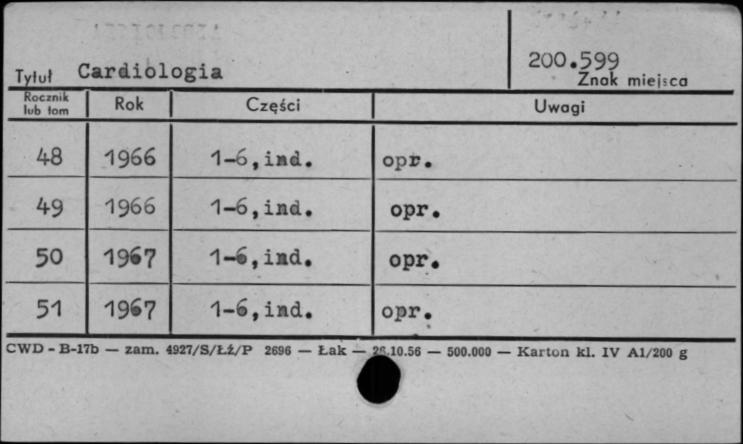 Tytuł Cardiologia
200.599
Znak miejsca
Rocznik lub tom Rok Części Uwagi
48 1966 1-6,ind. opr.
49 1966 1-6,ind. opr.
50 1967 1-6,ind. opr.
51 1967 1-6,ind. opr.
CWD - B-17b — zam. 4927/S/Łź/P 2696 — Łak — 26.10.56 — 500.000 — Karton kl. IV A1/200 g